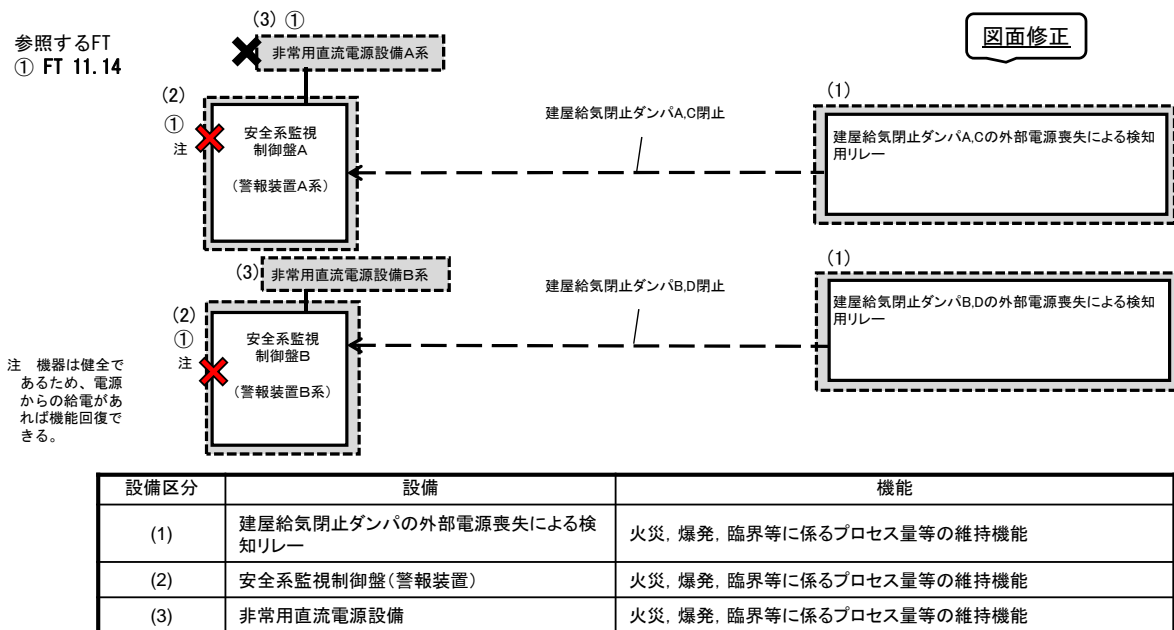 (3) ①
参照するFT
① FT 11.14
非常用直流電源設備A系
図面修正
(2)
①
注
安全系監視
制御盤A
(警報装置A系)
建屋給気閉止ダンパA,C閉止
(1)
建屋給気閉止ダンパA,Cの外部電源喪失による検知
用リレー
(3)
非常用直流電源設備B系
(2)
①
注
安全系監視
制御盤B
(警報装置B系)
建屋給気閉止ダンパB,D閉止
(1)
建屋給気閉止ダンパB,Dの外部電源喪失による検知
用リレー
注 機器は健全で
あるため、電源
からの給電があ
れば機能回復で
きる。
設備区分 設備 機能
(1) 建屋給気閉止ダンパの外部電源喪失による検
知リレー 火災, 爆発, 臨界等に係るプロセス量等の維持機能
(2) 安全系監視制御盤(警報装置) 火災, 爆発, 臨界等に係るプロセス量等の維持機能
(3) 非常用直流電源設備 火災, 爆発, 臨界等に係るプロセス量等の維持機能